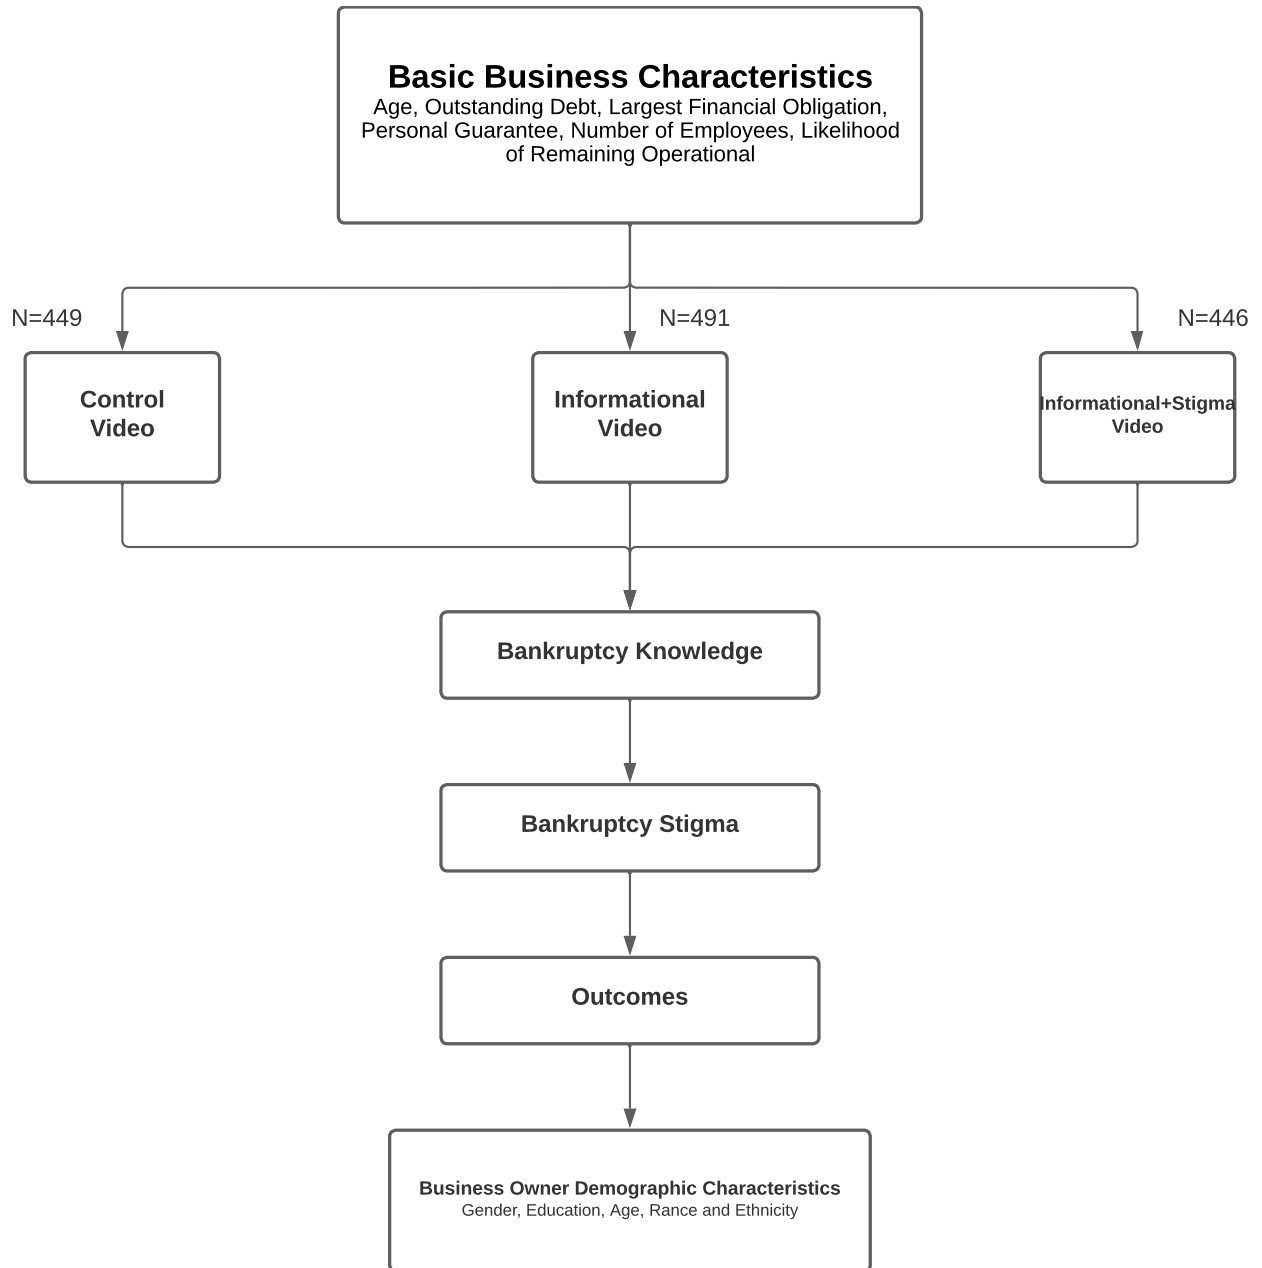 Basic Business Characteristics
Age, Outstanding Debt, Largest Financial Obligation,
Personal Guarantee, Number of Employees, Likelihood
of Remaining Operational
N=449
N=491
N=446
Control
Video
Informational
Video
Informational+Stigma
Video
Bankruptcy Knowledge
Bankruptcy Stigma
Outcomes
Business Owner Demographic Characteristics
Gender, Education, Age, Rance and Ethnicity